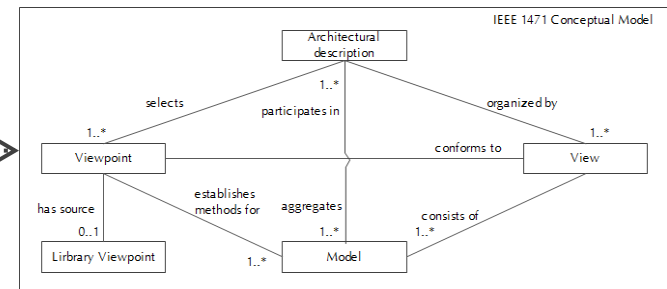 IEEE 1471 Conceptual Model
Architectural
description
1..*
selects
participates in
organized by
1..*
1..*
Viewpoint
conforms to
View
establishes
methods for
has source
aggregates
consists of
0..1
1..*
1..*
Lirbrary Viewpoint
Model
1..*